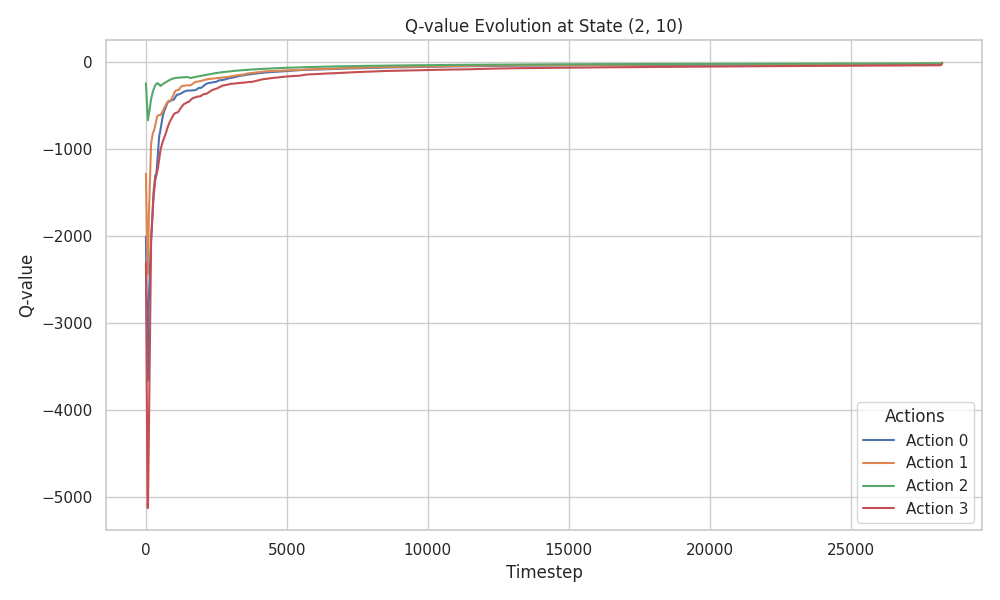 Q-value Evolution at State (2, 10)
0
−1000
−2000
−3000
−4000
−5000
Q-value
0
5000
10000
15000
20000
25000
Timestep
Actions
Action 0
Action 1
Action 2
Action 3